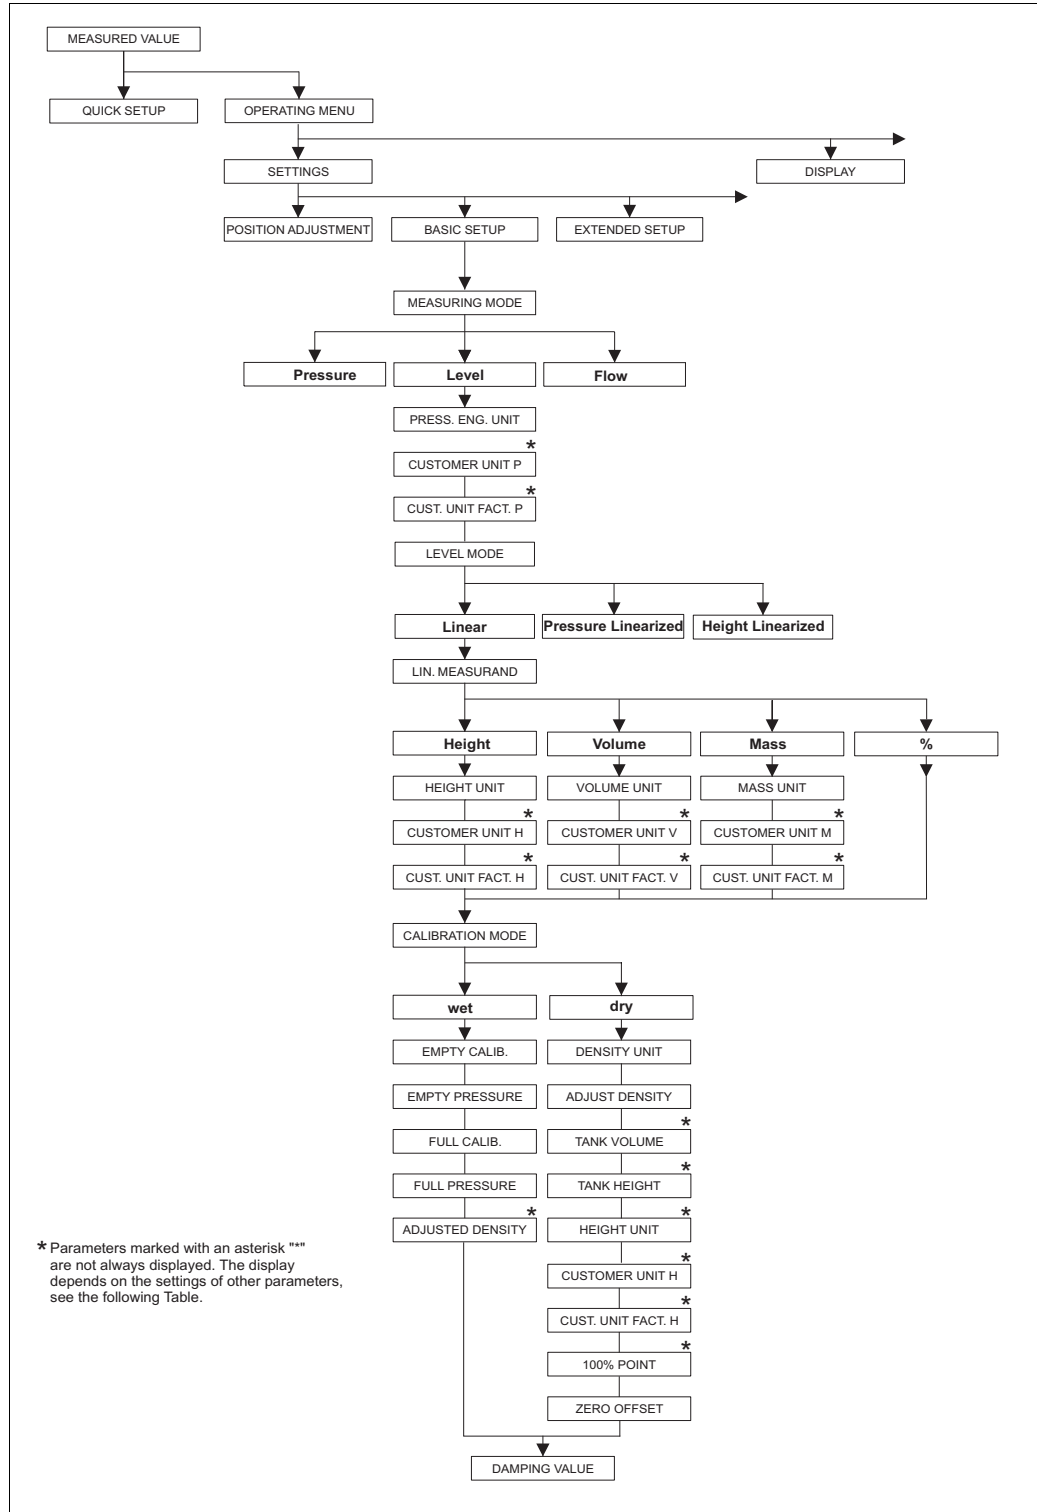 MEASURED VALUE
QUICK SETUP
OPERATING MENU
SETTINGS
DISPLAY
POSITION ADJUSTMENT
BASIC SETUP
EXTENDED SETUP
MEASURING MODE
Pressure
Level
Flow
PRESS. ENG. UNIT
*
CUSTOMER UNIT P
*
CUST. UNIT FACT. P
LEVEL MODE
Linear
Pressure Linearized
Height Linearized
LIN. MEASURAND
Height
Volume
Mass
%
HEIGHT UNIT
VOLUME UNIT
MASS UNIT
*
*
*
CUSTOMER UNIT H
CUSTOMER UNIT V
CUSTOMER UNIT M
*
*
*
CUST. UNIT FACT. H
CUST. UNIT FACT. V
CUST. UNIT FACT. M
CALIBRATION MODE
wet
dry
EMPTY CALIB.
DENSITY UNIT
EMPTY PRESSURE
ADJUST DENSITY
*
FULL CALIB.
TANK VOLUME
*
FULL PRESSURE
TANK HEIGHT
*
*
ADJUSTED DENSITY
HEIGHT UNIT
*
CUSTOMER UNIT H
*
CUST. UNIT FACT. H
*
100% POINT
ZERO OFFSET
DAMPING VALUE
* Parameters marked with an asterisk "*"
are not always displayed. The display
depends on the settings of other parameters,
see the following Table.